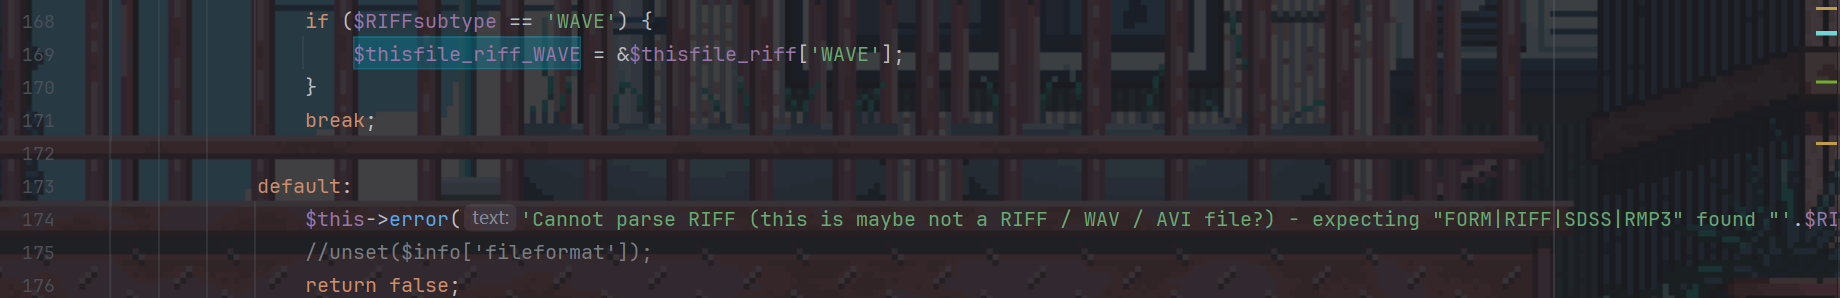 168 if ($RIFFsubtype == 'WAVE') {
169 $thisfile_riff_WAVE = &$thisfile_riff['WAVE'];
170 }
171 break;
172
173 default:
174 $this->error( text: 'Cannot parse RIFF (this is maybe not a RIFF / WAV / AVI file?) - expecting "FORM|RIFF|SDSS|RMP3" found "'.$RI
175 //unset($info['fileformat']);
176 return false;